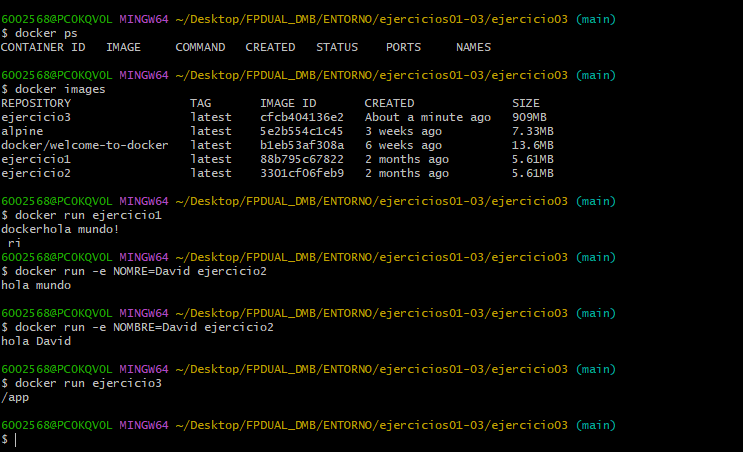 6002568@PC0KQV0L MINGW64 ~/Desktop/FPDUAL_DMB/ENTORNO/ejercicios01-03/ejercicio03 (main)
$ docker ps
CONTAINER ID   IMAGE     COMMAND   CREATED   STATUS    PORTS     NAMES
6002568@PC0KQV0L MINGW64 ~/Desktop/FPDUAL_DMB/ENTORNO/ejercicios01-03/ejercicio03 (main)
$ docker images
REPOSITORY                 TAG       IMAGE ID       CREATED              SIZE
ejercicio3                 latest    cfcb404136e2   About a minute ago   909MB
alpine                     latest    5e2b554c1c45   3 weeks ago          7.33MB
docker/welcome-to-docker   latest    b1eb53af308a   6 weeks ago          13.6MB
ejercicio1                 latest    88b795c67822   2 months ago         5.61MB
ejercicio2                 latest    3301cf06feb9   2 months ago         5.61MB
6002568@PC0KQV0L MINGW64 ~/Desktop/FPDUAL_DMB/ENTORNO/ejercicios01-03/ejercicio03 (main)
$ docker run ejercicio1
dockerhola mundo!
 ri
6002568@PC0KQV0L MINGW64 ~/Desktop/FPDUAL_DMB/ENTORNO/ejercicios01-03/ejercicio03 (main)
$ docker run -e NOMRE=David ejercicio2
hola mundo
6002568@PC0KQV0L MINGW64 ~/Desktop/FPDUAL_DMB/ENTORNO/ejercicios01-03/ejercicio03 (main)
$ docker run -e NOMBRE=David ejercicio2
hola David
6002568@PC0KQV0L MINGW64 ~/Desktop/FPDUAL_DMB/ENTORNO/ejercicios01-03/ejercicio03 (main)
$ docker run ejercicio3
/app
6002568@PC0KQV0L MINGW64 ~/Desktop/FPDUAL_DMB/ENTORNO/ejercicios01-03/ejercicio03 (main)
$